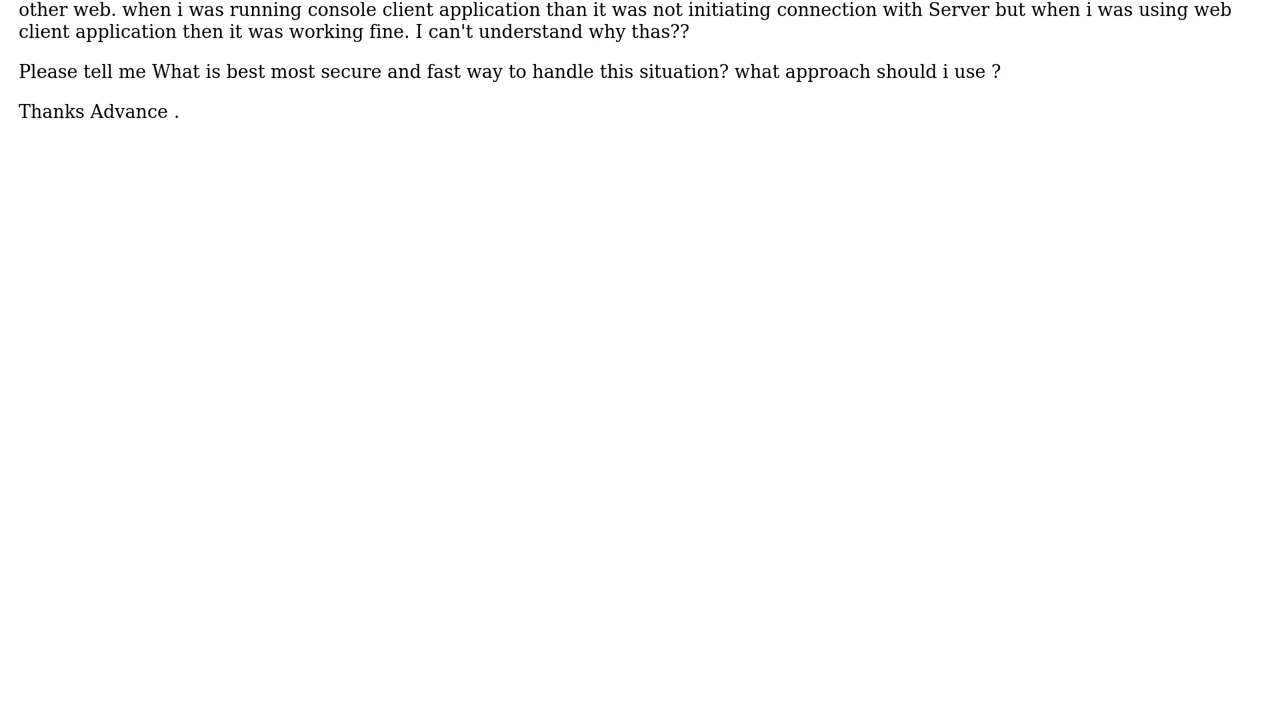 other web. when i was running console client application than it was not initiating connection with Server but when i was using web
client application then it was working fine. I can't understand why thas??
Please tell me What is best most secure and fast way to handle this situation? what approach should i use ?
Thanks Advance .